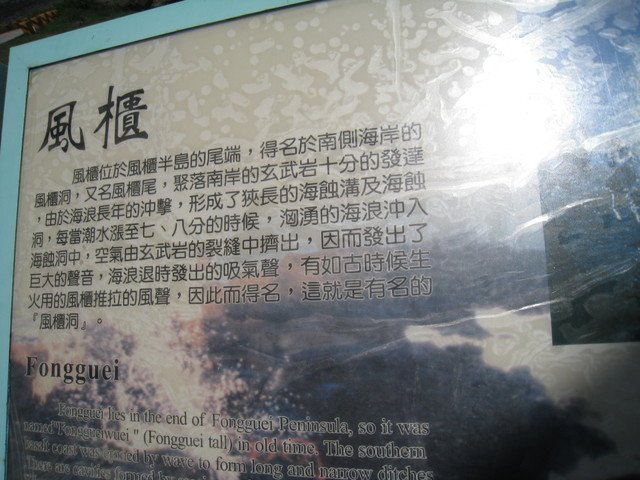 風櫃
風櫃位於風櫃半島的尾端，得名於南側海岸的
風櫃洞，又名風櫃尾，聚落南岸的玄武岩十分的發達
，由於海浪長年的沖擊，形成了狹長的海蝕溝及海蝕
洞，每當潮水漲至七、八分的時候，洶湧的海浪沖入
海蝕洞中，空氣由玄武岩的裂縫中擠出，因而發出了
巨大的聲音，海浪退時發出的吸氣聲，有如古時候生
火用的風櫃推拉的風聲，因此而得名，這就是有名的
『風櫃洞』。
Fongguei
Fongguei lies in the end of Fongguei Peninsula, so it was
named"Fonggueiwuei " (Fongguei tall) in old time. The southern
basal coast was eroded by wave to form long and narrow ditches
There are cavities formed by